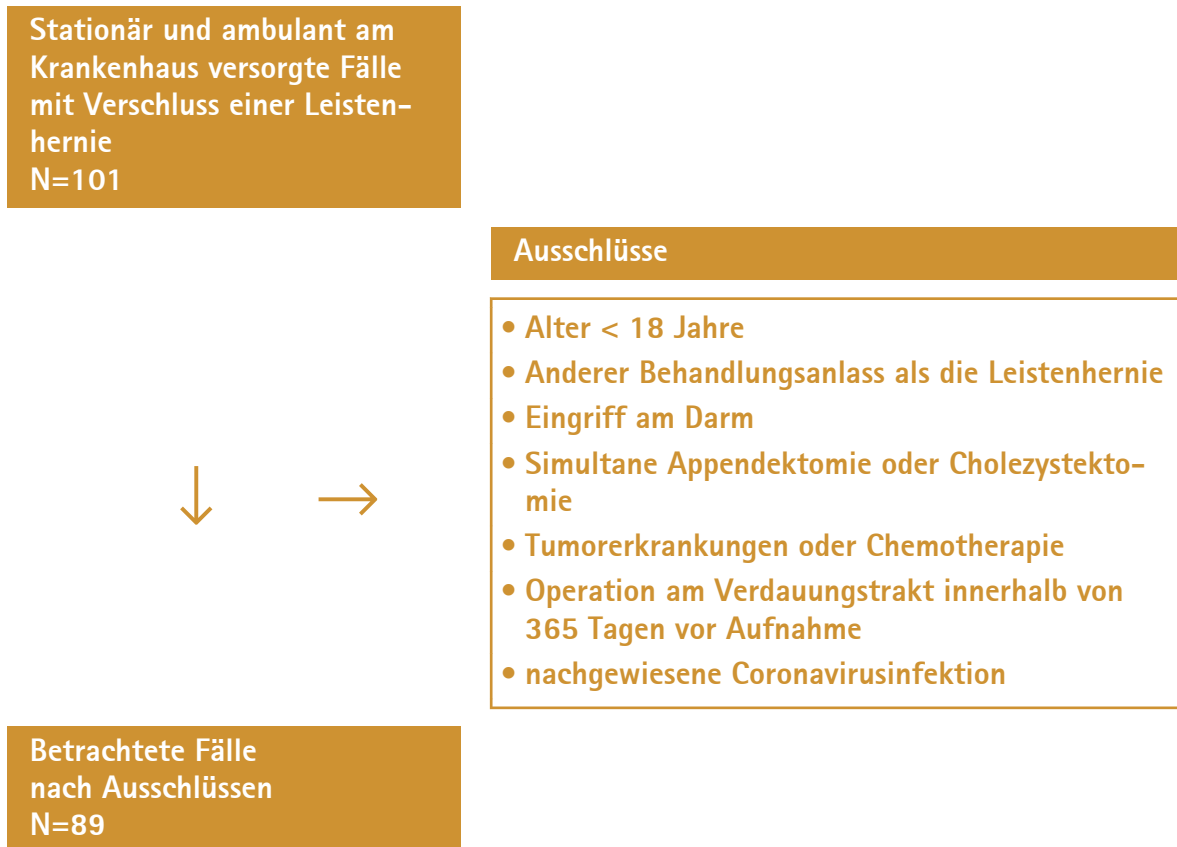 Stationär und ambulant am
Krankenhaus versorgte Fälle
mit Verschluss einer Leisten-
hernie
N=101
Ausschlüsse
• Alter < 18 Jahre
• Anderer Behandlungsanlass als die Leistenhernie
• Eingriff am Darm
• Simultane Appendektomie oder Cholezystekto-
mie
• Tumorerkrankungen oder Chemotherapie
• Operation am Verdauungstrakt innerhalb von
365 Tagen vor Aufnahme
• nachgewiesene Coronavirusinfektion
Betrachtete Fälle
nach Ausschlüssen
N=89